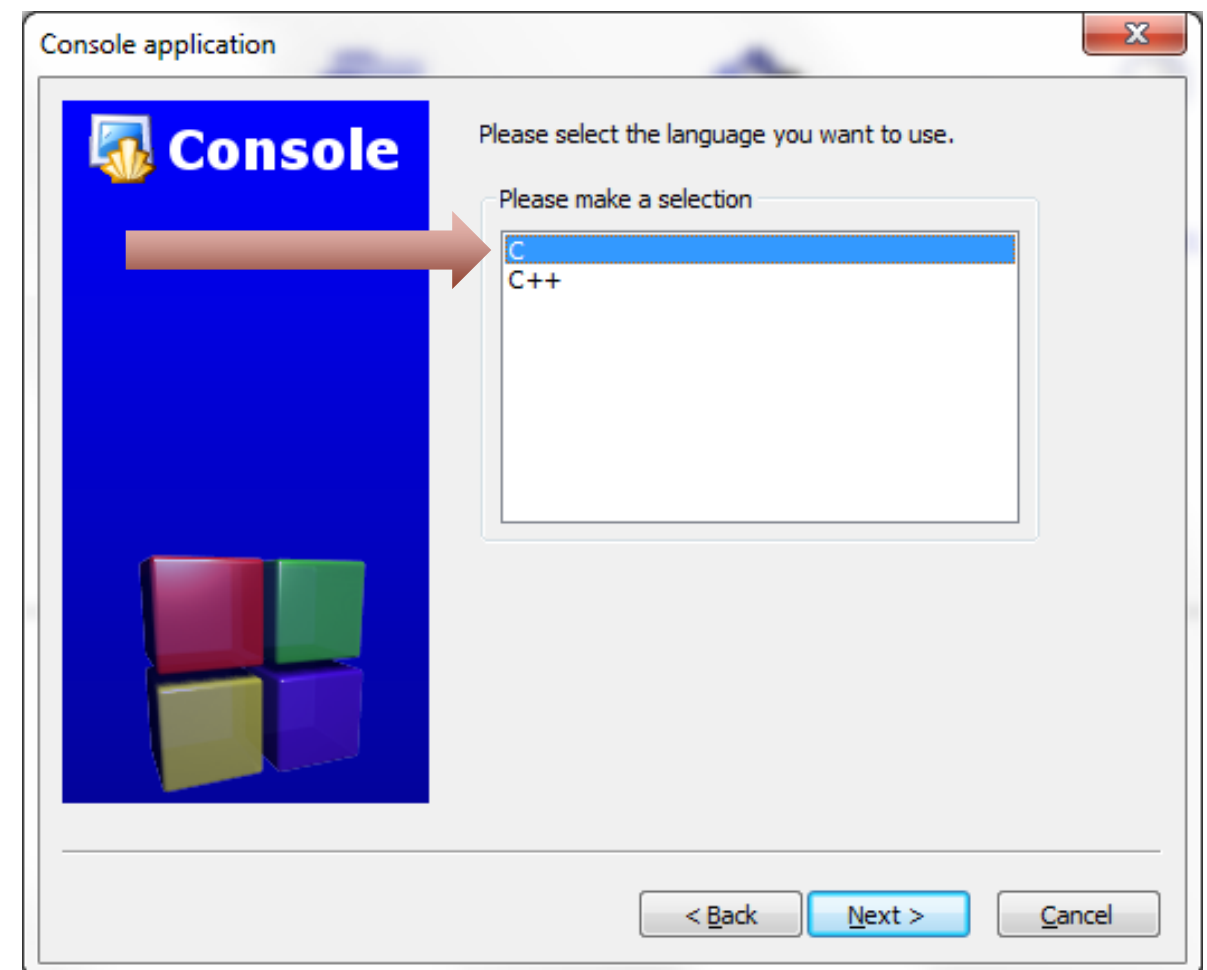 Console application
Console
Please select the language you want to use.
Please make a selection
C
C++
< Back
Next >
Cancel